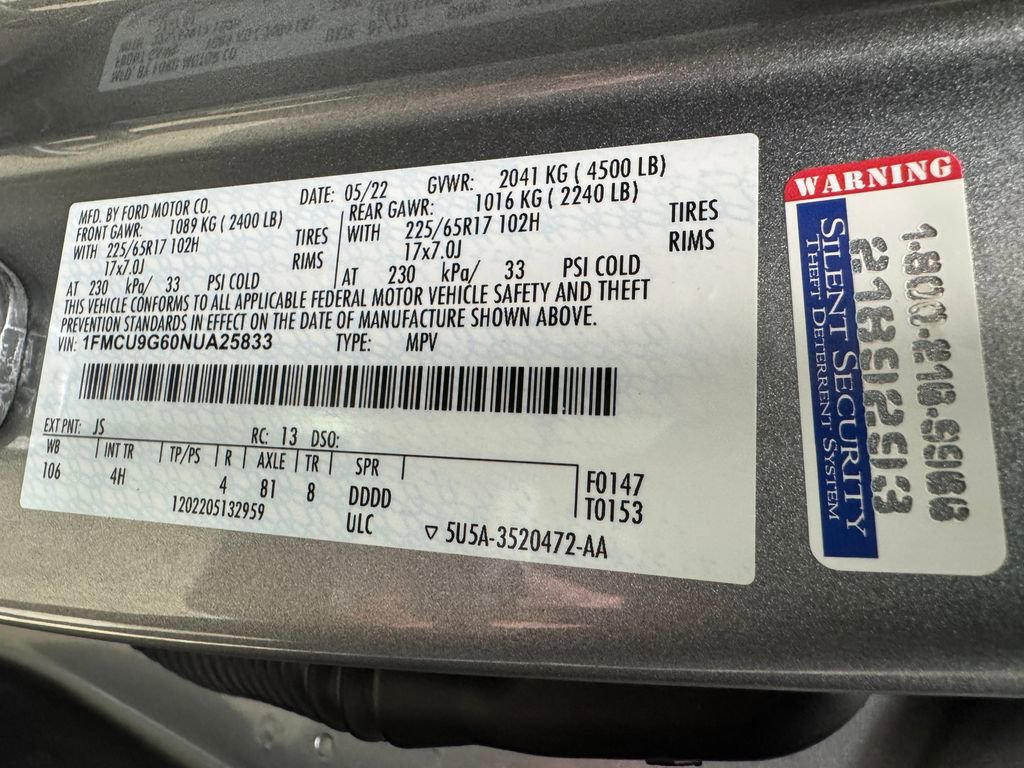 MFD. BY FORD MOTOR CO.
DATE: 05/22
GVWR: 2041 KG ( 4500 LB)
FRONT GAWR: 1089 KG ( 2400 LB)
WITH 225/65R17 102H TIRES
17x7.0J RIMS
AT 230 kPa/ 33 PSI COLD
REAR GAWR: 1016 KG ( 2240 LB)
WITH 225/65R17 102H TIRES
17x7.0J RIMS
AT 230 kPa/ 33 PSI COLD
THIS VEHICLE CONFORMS TO ALL APPLICABLE FEDERAL MOTOR VEHICLE SAFETY AND THEFT
PREVENTION STANDARDS IN EFFECT ON THE DATE OF MANUFACTURE SHOWN ABOVE.
VIN: 1FMCU9G60NUA25833 TYPE: MPV
EXT PNT: JS RC: 13 DSO:
WB INT TR TP/PS R AXLE TR SPR
106 4H 4 81 8 DDDD
F0147
T0153
1202205132959
ULC
▽ 5U5A-3520472-AA
WARNING
SILENT SECURITY
THEFT DETERRENT SYSTEM